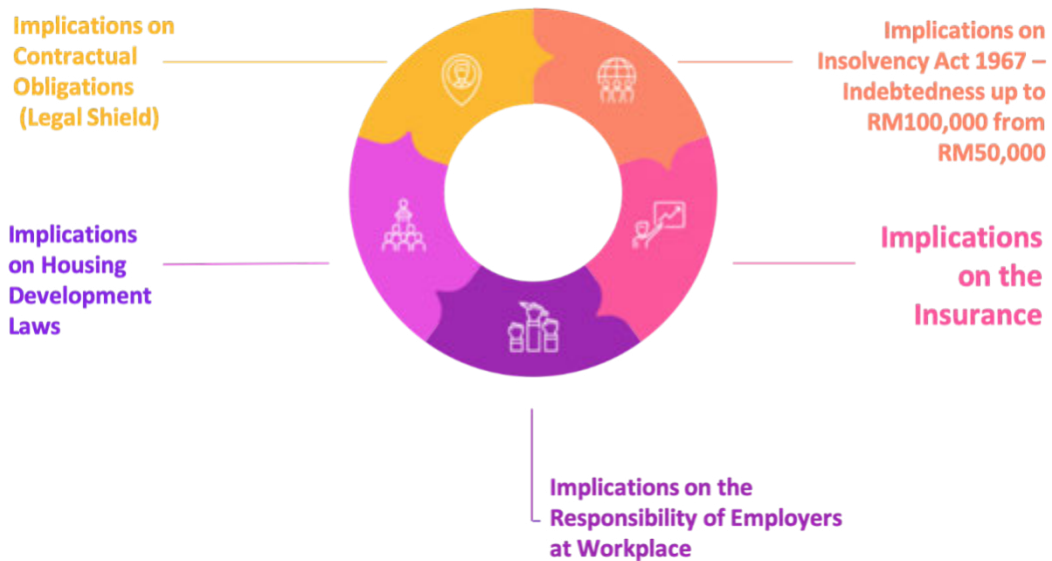 Implications on
Contractual
Obligations
(Legal Shield)
Implications on
Insolvency Act 1967 –
Indebtedness up to
RM100,000 from
RM50,000
Implications
on Housing
Development
Laws
Implications
on the
Insurance
Implications on the
Responsibility of Employers
at Workplace